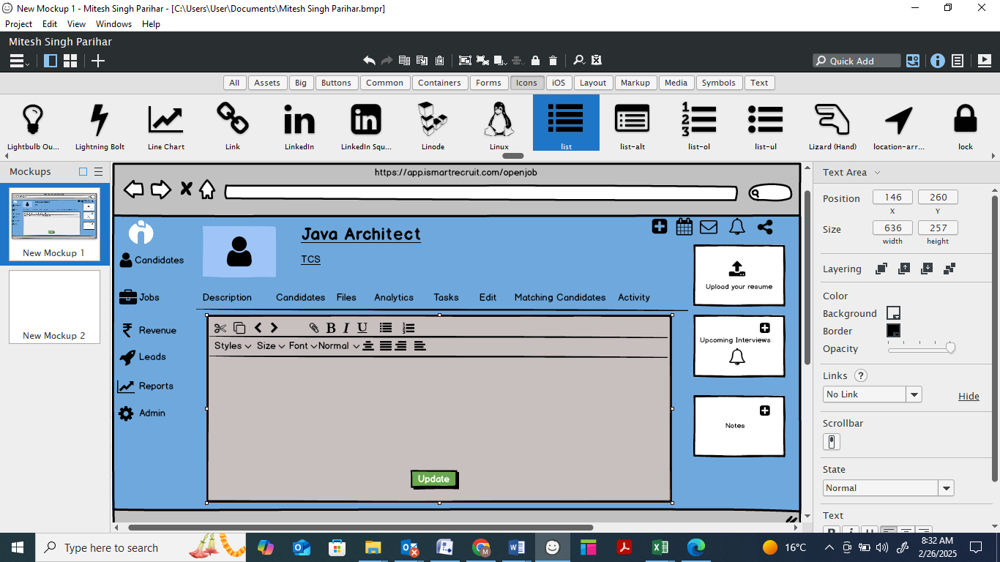 New Mockup 1 - Mitesh Singh Parihar - [C:\Users\User\Documents\Mitesh Singh Parihar.bmpr]
Project Edit View Windows Help
Mitesh Singh Parihar
Quick Add
All Assets Big Buttons Common Containers Forms Icons iOS Layout Markup Media Symbols Text
Lightbulb Ou... Lightning Bolt Line Chart Link LinkedIn LinkedIn Squ... Linode Linux list list-alt list-ol list-ul Lizard (Hand) location-arr... lock
Mockups
New Mockup 1
New Mockup 2
https://app.ismartrecruit.com/openjob
Java Architect
TCS
Candidates
Jobs
Revenue
Leads
Reports
Admin
Description Candidates Files Analytics Tasks Edit Matching Candidates Activity
B I U
Styles Size Font Normal
Update
Upload your resume
Upcoming Interviews
Notes
Text Area
Position 146 260
X Y
Size 636 257
width height
Layering
Color
Background
Border
Opacity
Links ?
No Link Hide
Scrollbar
State
Normal
Text
B i U
Type here to search
16°C
8:32 AM
2/26/2025